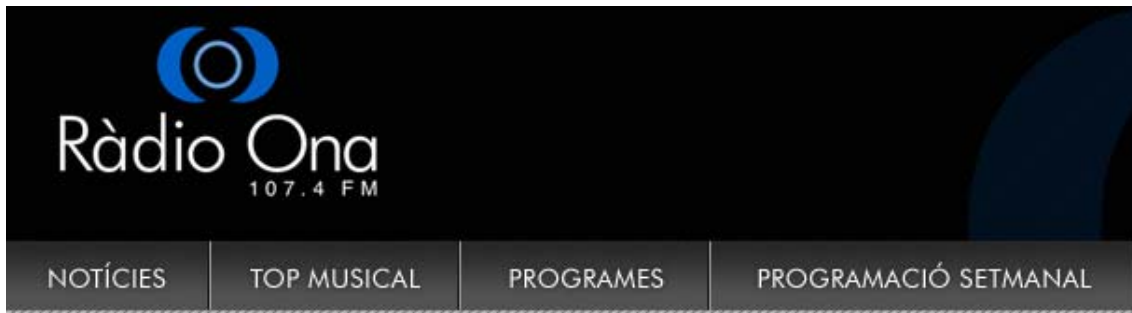 Ràdio Ona
107.4 FM
NOTÍCIES TOP MUSICAL PROGRAMES PROGRAMACIÓ SETMANAL